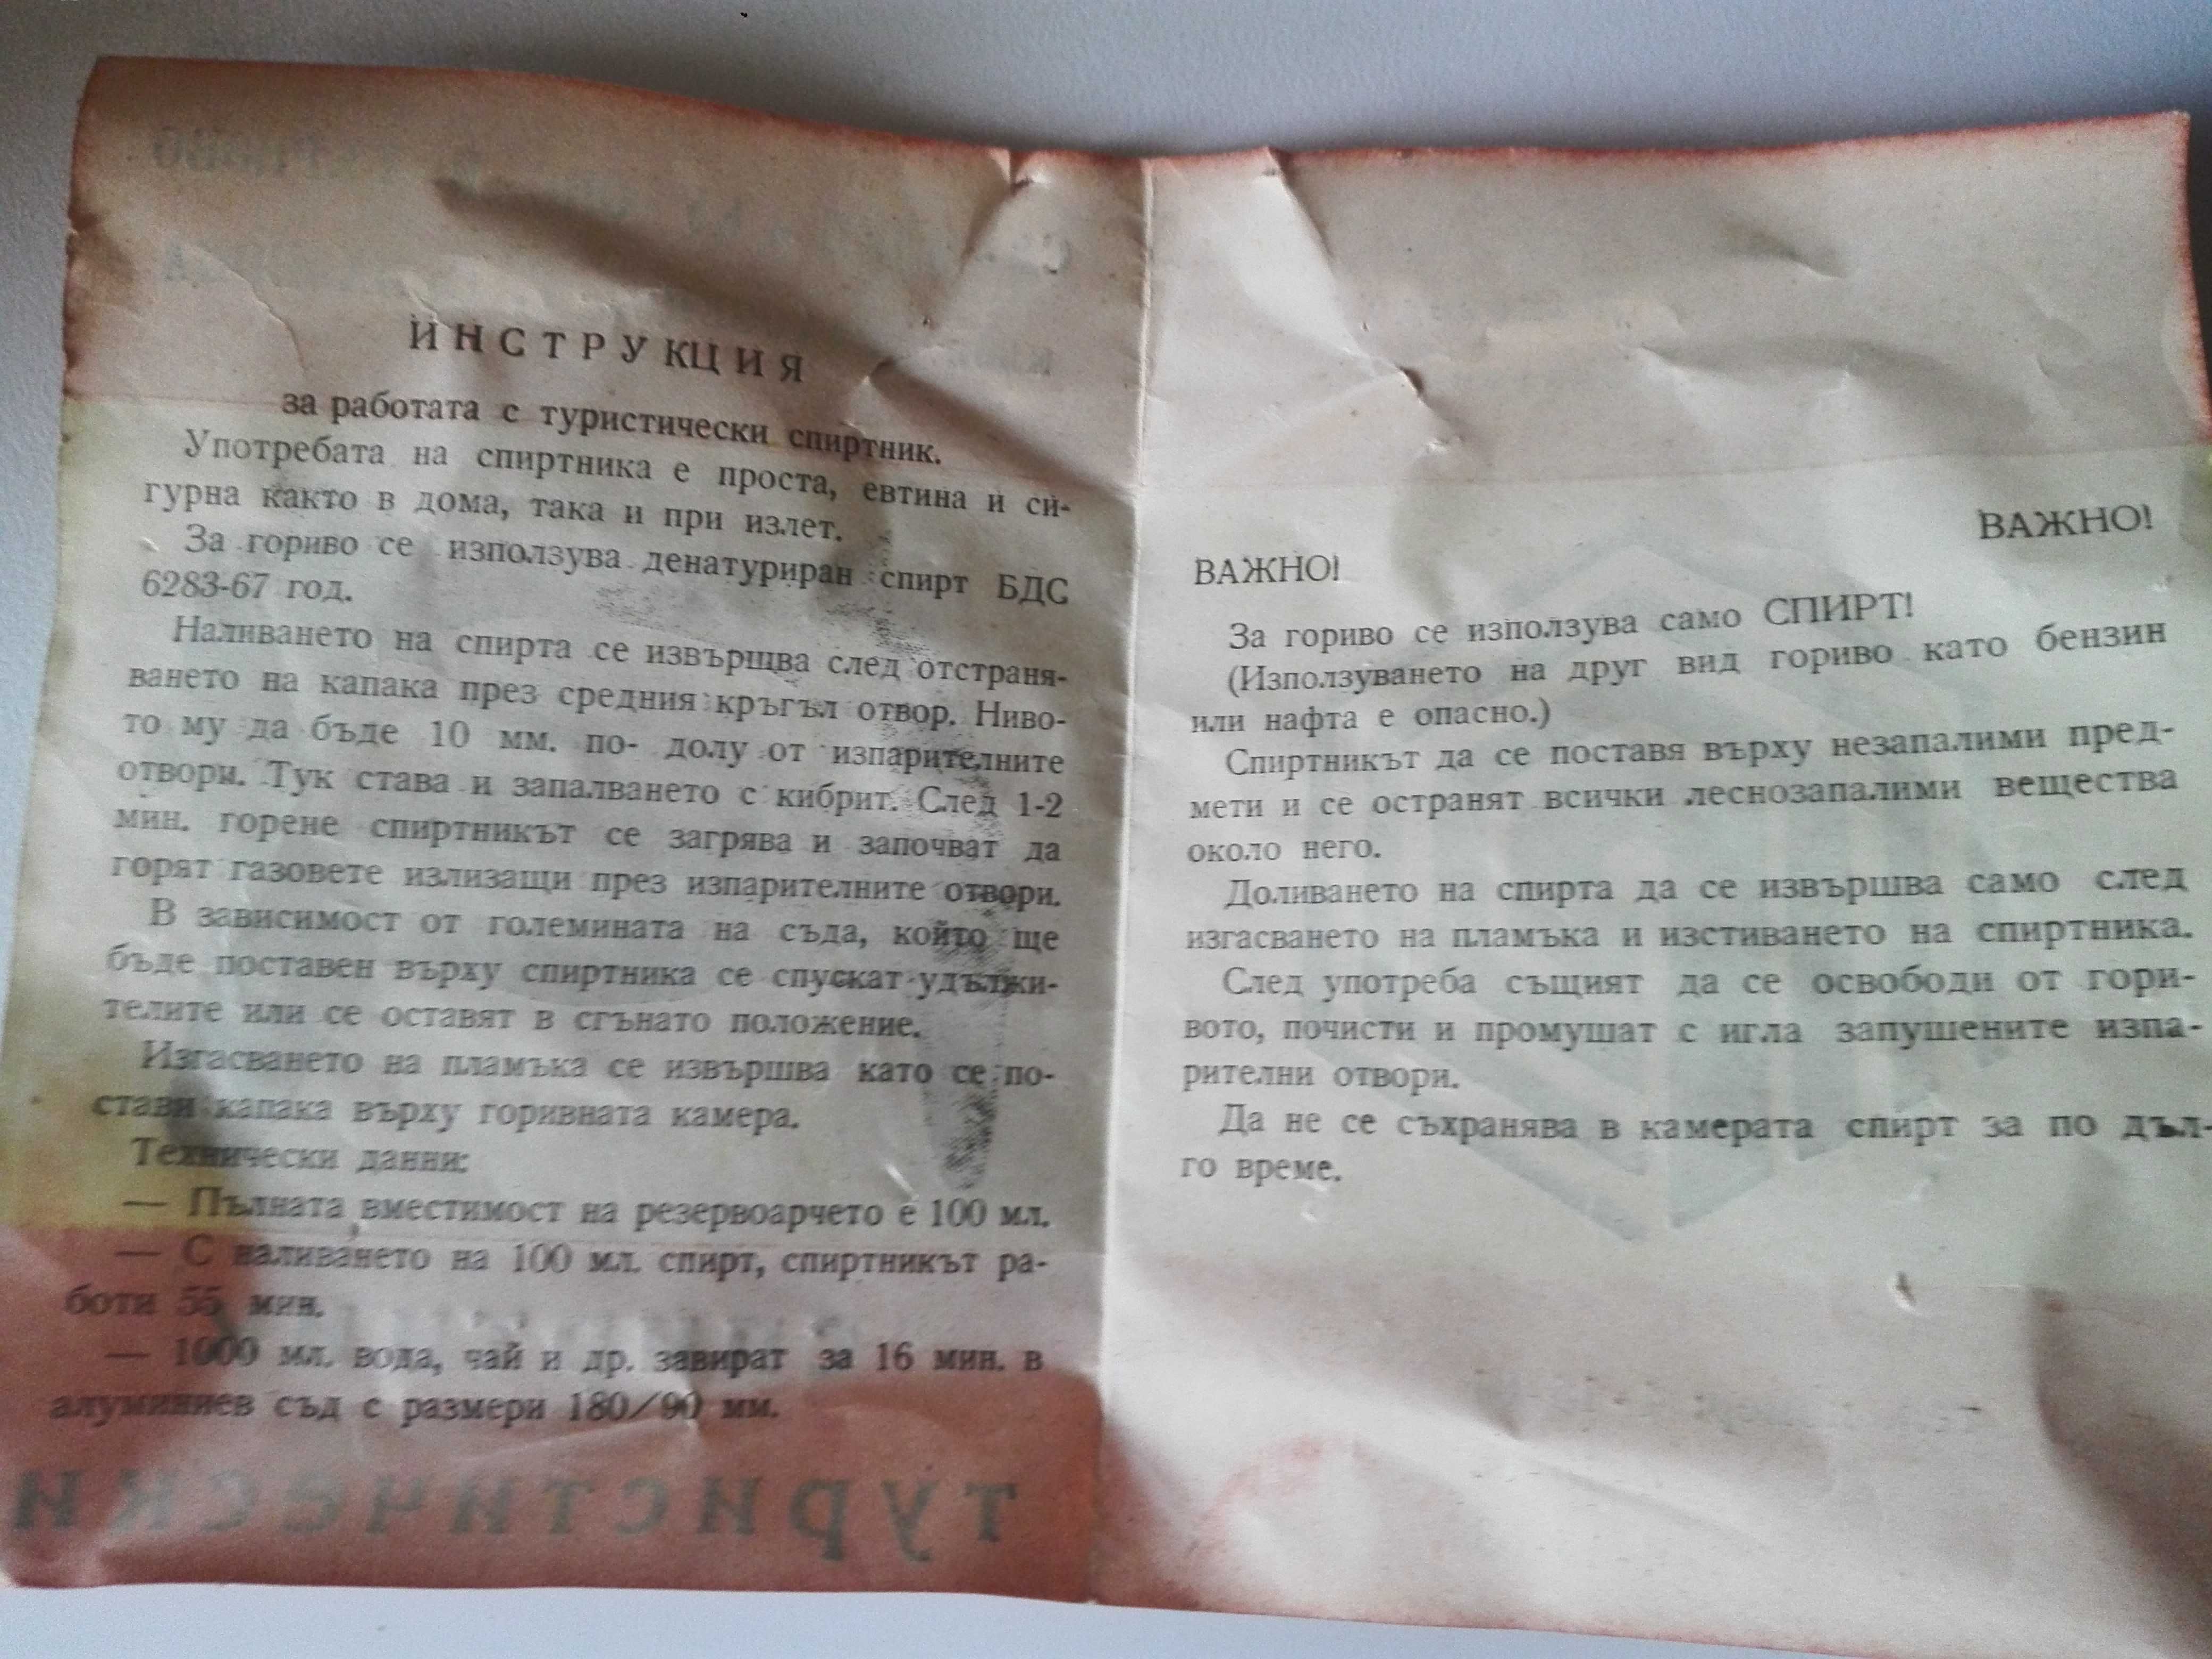 ИНСТРУКЦИЯ
за работата с туристически спиртник.
Употребата на спиртника е проста, евтина и си-
гурна както в дома, така и при излет.
За гориво се използува денатуриран спирт БДС
6283-67 год.
Наливането на спирта се извършва след отстраня-
ването на капака през средния кръгъл отвор. Ниво-
то му да бъде 10 мм. по- долу от изпарителните
отвори. Тук става и запалването с кибрит. След 1-2
мин. горене спиртникът се загрява и започват да
горят газовете излизащи през изпарителните отвори.
В зависимост от големината на съда, който ще
бъде поставен върху спиртника се спускат удължи-
телите или се оставят в сгънато положение.
Изгасването на пламъка се извършва като се по-
стави капака върху горивната камера.
Технически данни:
— Пълната вместимост на резервоарчето е 100 мл.
— С наливането на 100 мл. спирт, спиртникът ра-
боти 55 мин.
— 1000 мл. вода, чай и др. завират за 16 мин. в
алуминиев съд с размери 180/90 мм.
туристически
ВАЖНО! ВАЖНО!
За гориво се използува само СПИРТ!
(Използуването на друг вид гориво като бензин
или нафта е опасно.)
Спиртникът да се поставя върху незапалими пред-
мети и се остранят всички леснозапалими вещества
около него.
Доливането на спирта да се извършва само след
изгасването на пламъка и изстиването на спиртника.
След употреба същият да се освободи от гори-
вото, почисти и промушат с игла запушените изпа-
рителни отвори.
Да не се съхранява в камерата спирт за по дъл-
го време.